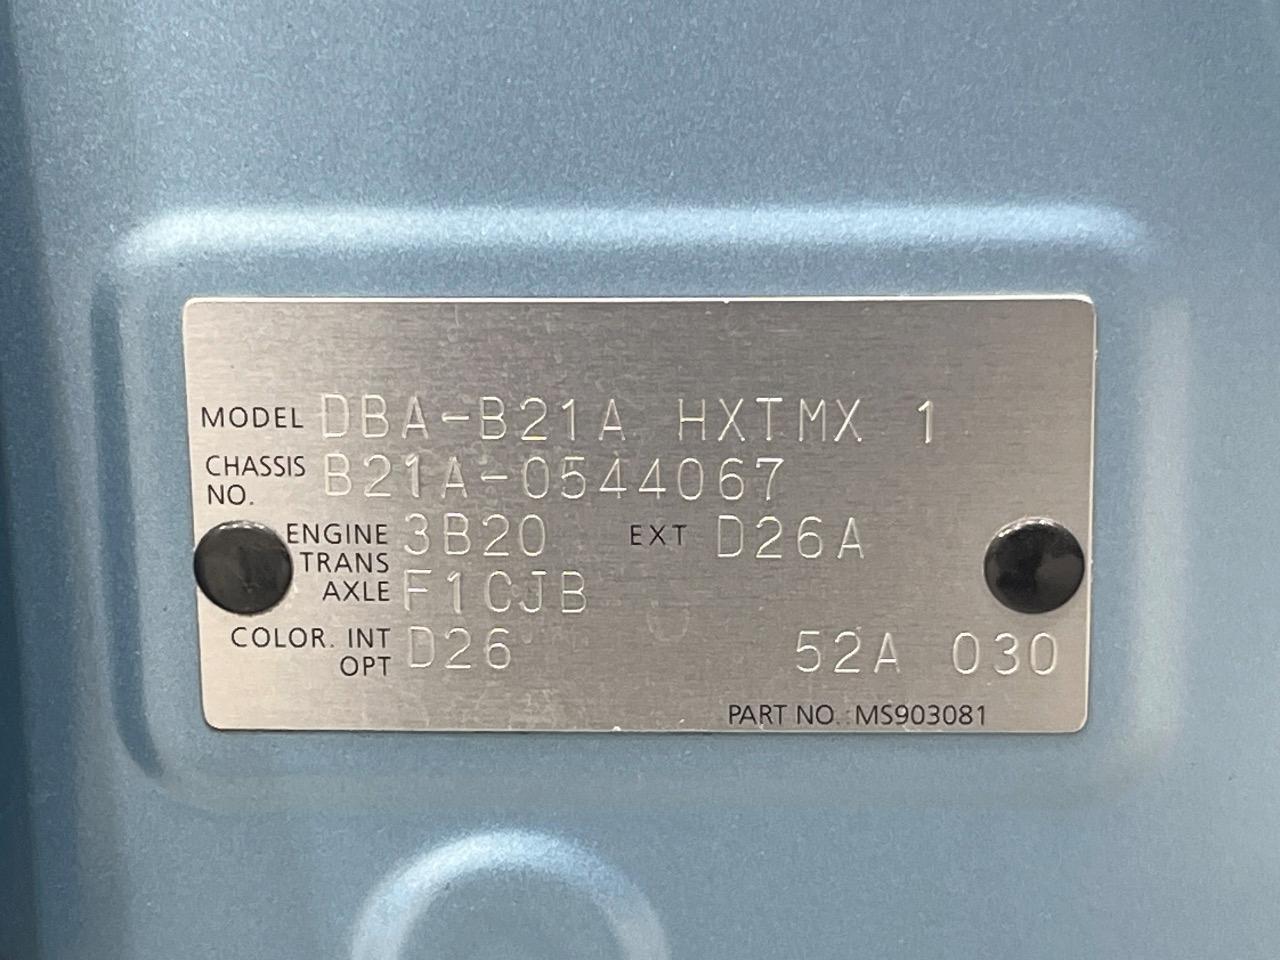 MODEL DBA-B21A HXTMX 1
CHASSIS NO. B21A-0544067
ENGINE 3B20 EXT D26A
TRANS AXLE F1CJB
COLOR. INT OPT D26 52A 030
PART NO. MS903081